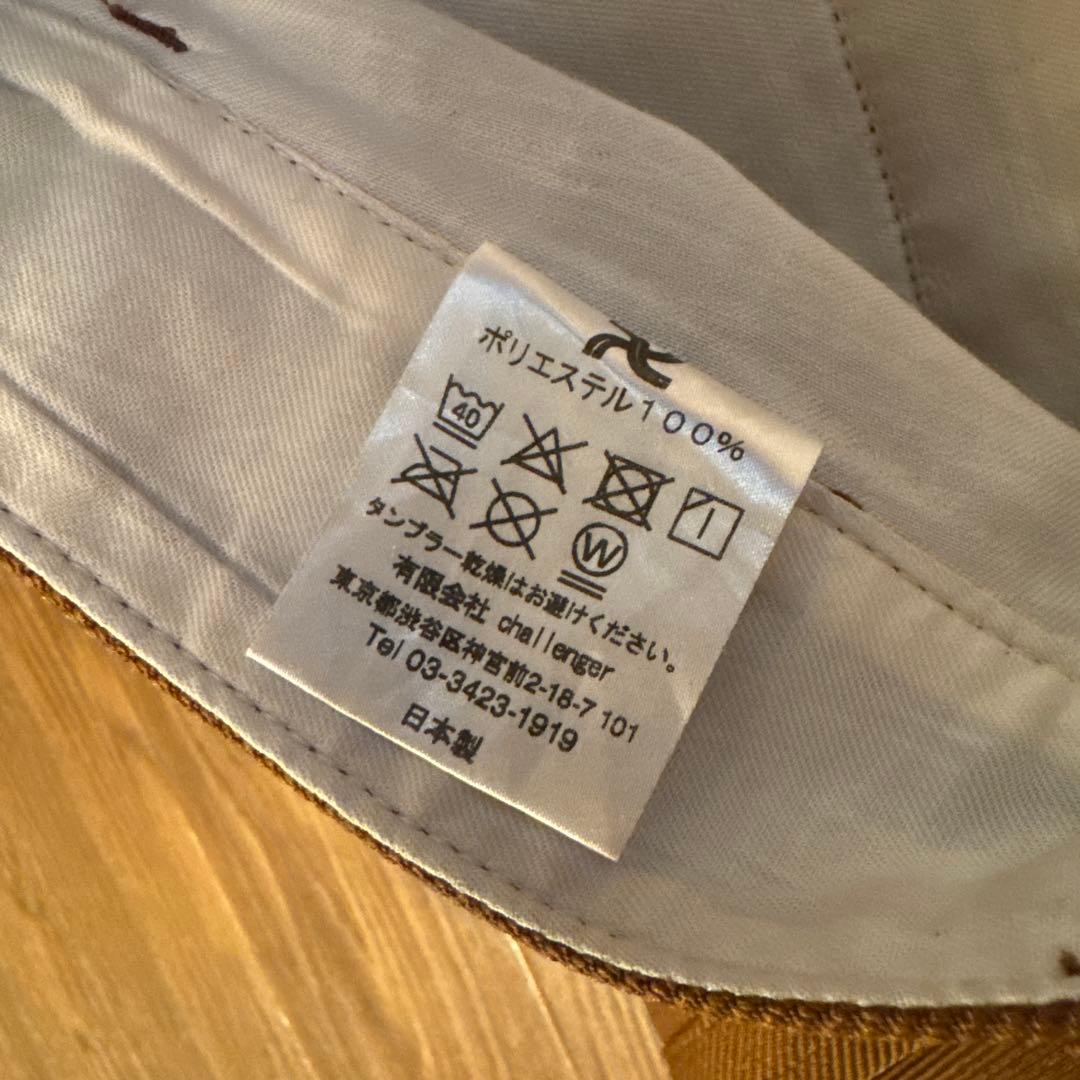 ポリエステル100%
40
W
タンブラー乾燥はお避けください。
有限会社 challenger
東京都渋谷区神宮前2-18-7 101
Tel 03-3423-1919
日本製